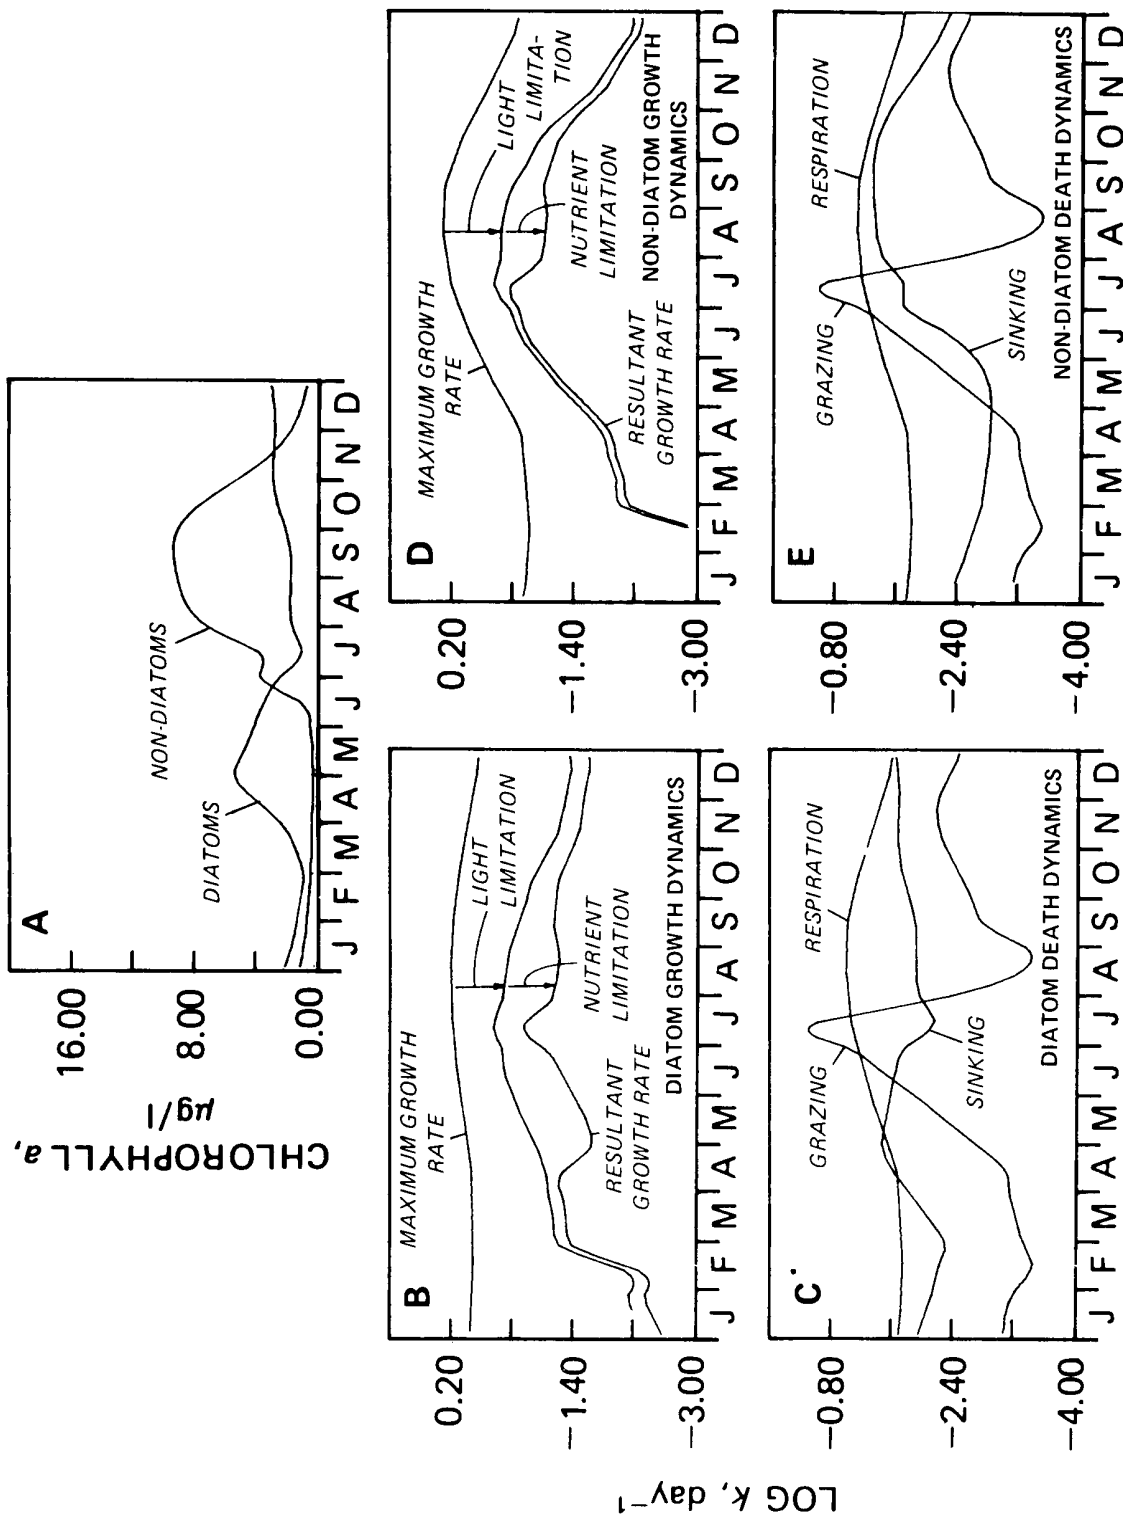 A
16.00
8.00
0.00
CHLOROPHYLL a,
µg/l
DIATOMS
NON-DIATOMS
J F M A M J J A S O N D
B
0.20
−1.40
−3.00
MAXIMUM GROWTH
RATE
LIGHT
LIMITATION
NUTRIENT
LIMITATION
RESULTANT
GROWTH RATE
DIATOM GROWTH DYNAMICS
J F M A M J J A S O N D
D
0.20
−1.40
−3.00
MAXIMUM GROWTH
RATE
LIGHT
LIMITA-
TION
NUTRIENT
LIMITATION
RESULTANT
GROWTH RATE
NON-DIATOM GROWTH
DYNAMICS
J F M A M J J A S O N D
C
−0.80
−2.40
−4.00
LOG k, day⁻¹
GRAZING
RESPIRATION
SINKING
DIATOM DEATH DYNAMICS
J F M A M J J A S O N D
E
−0.80
−2.40
−4.00
GRAZING
RESPIRATION
SINKING
NON-DIATOM DEATH DYNAMICS
J F M A M J J A S O N D